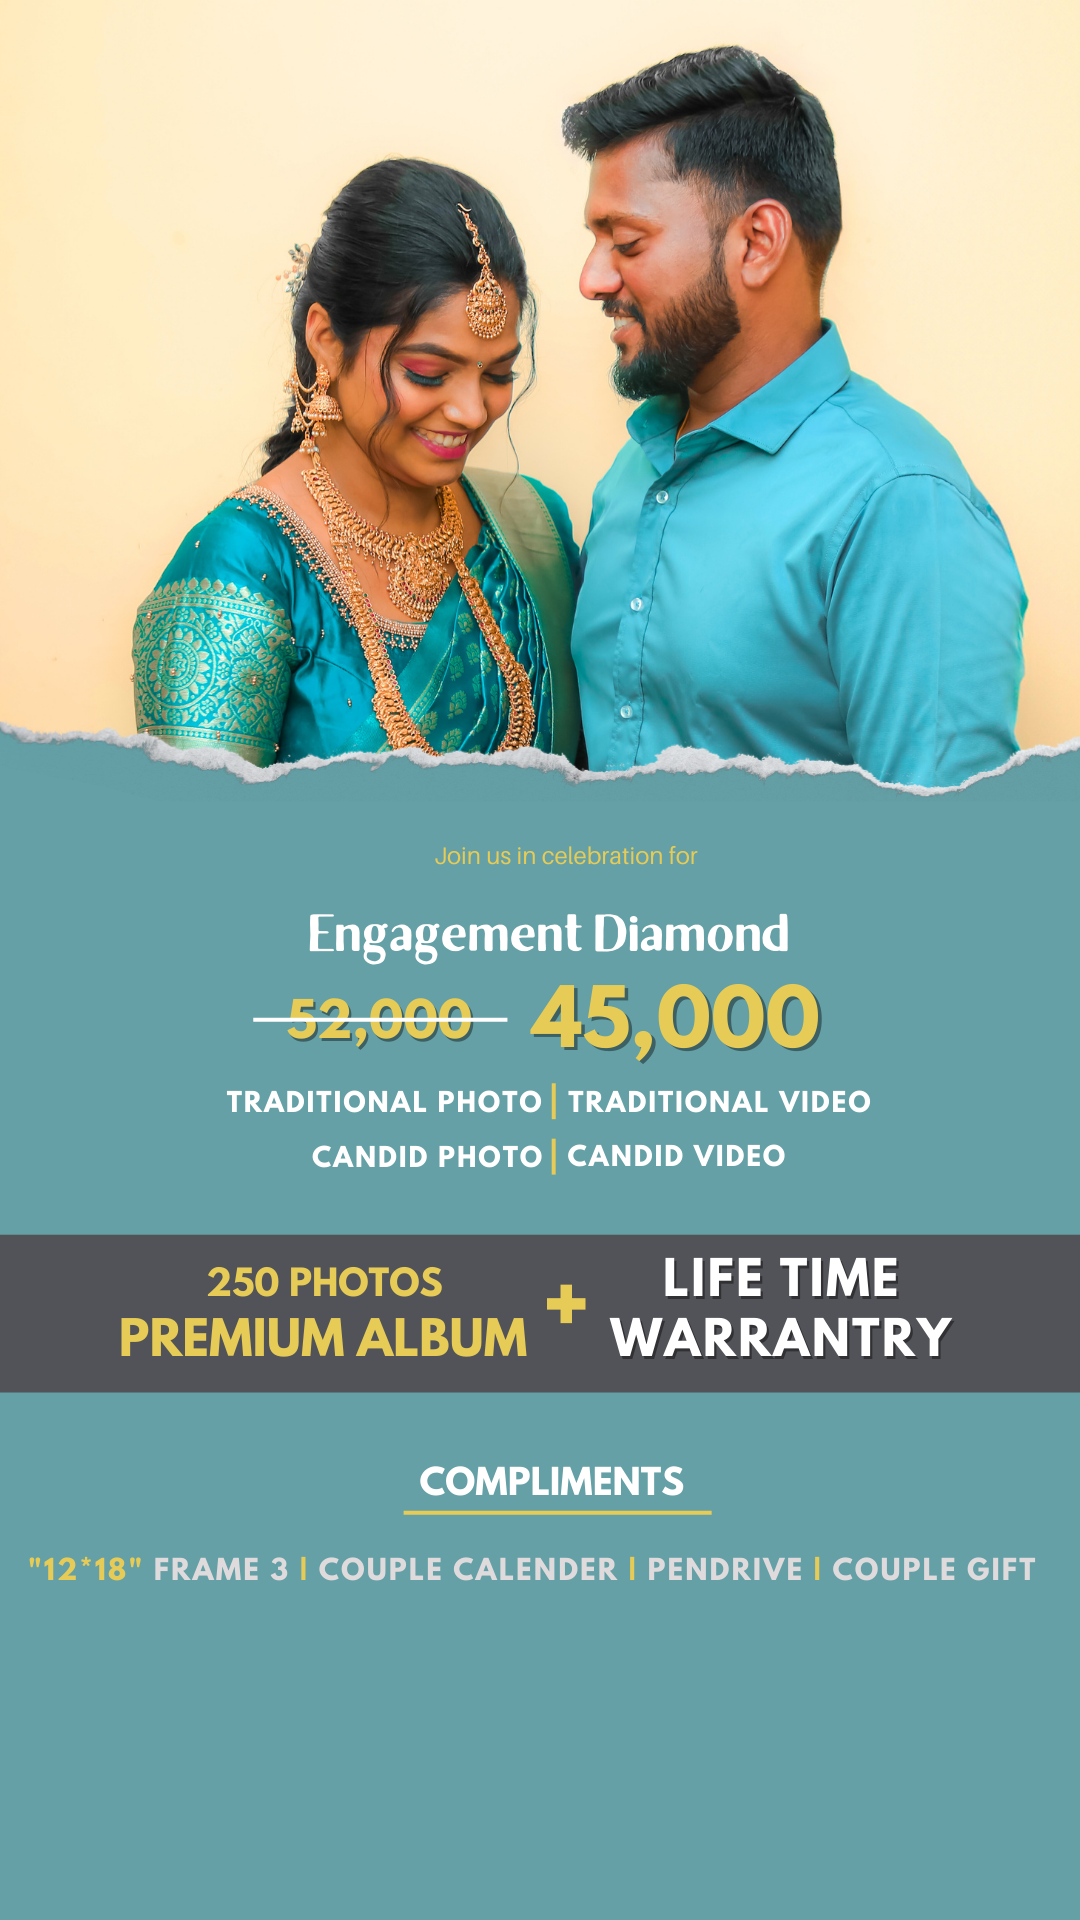 Join us in celebration for
Engagement Diamond
52,000 45,000
TRADITIONAL PHOTO | TRADITIONAL VIDEO
CANDID PHOTO | CANDID VIDEO
250 PHOTOS
PREMIUM ALBUM
+
LIFE TIME
WARRANTRY
COMPLIMENTS
"12*18" FRAME 3 | COUPLE CALENDER | PENDRIVE | COUPLE GIFT